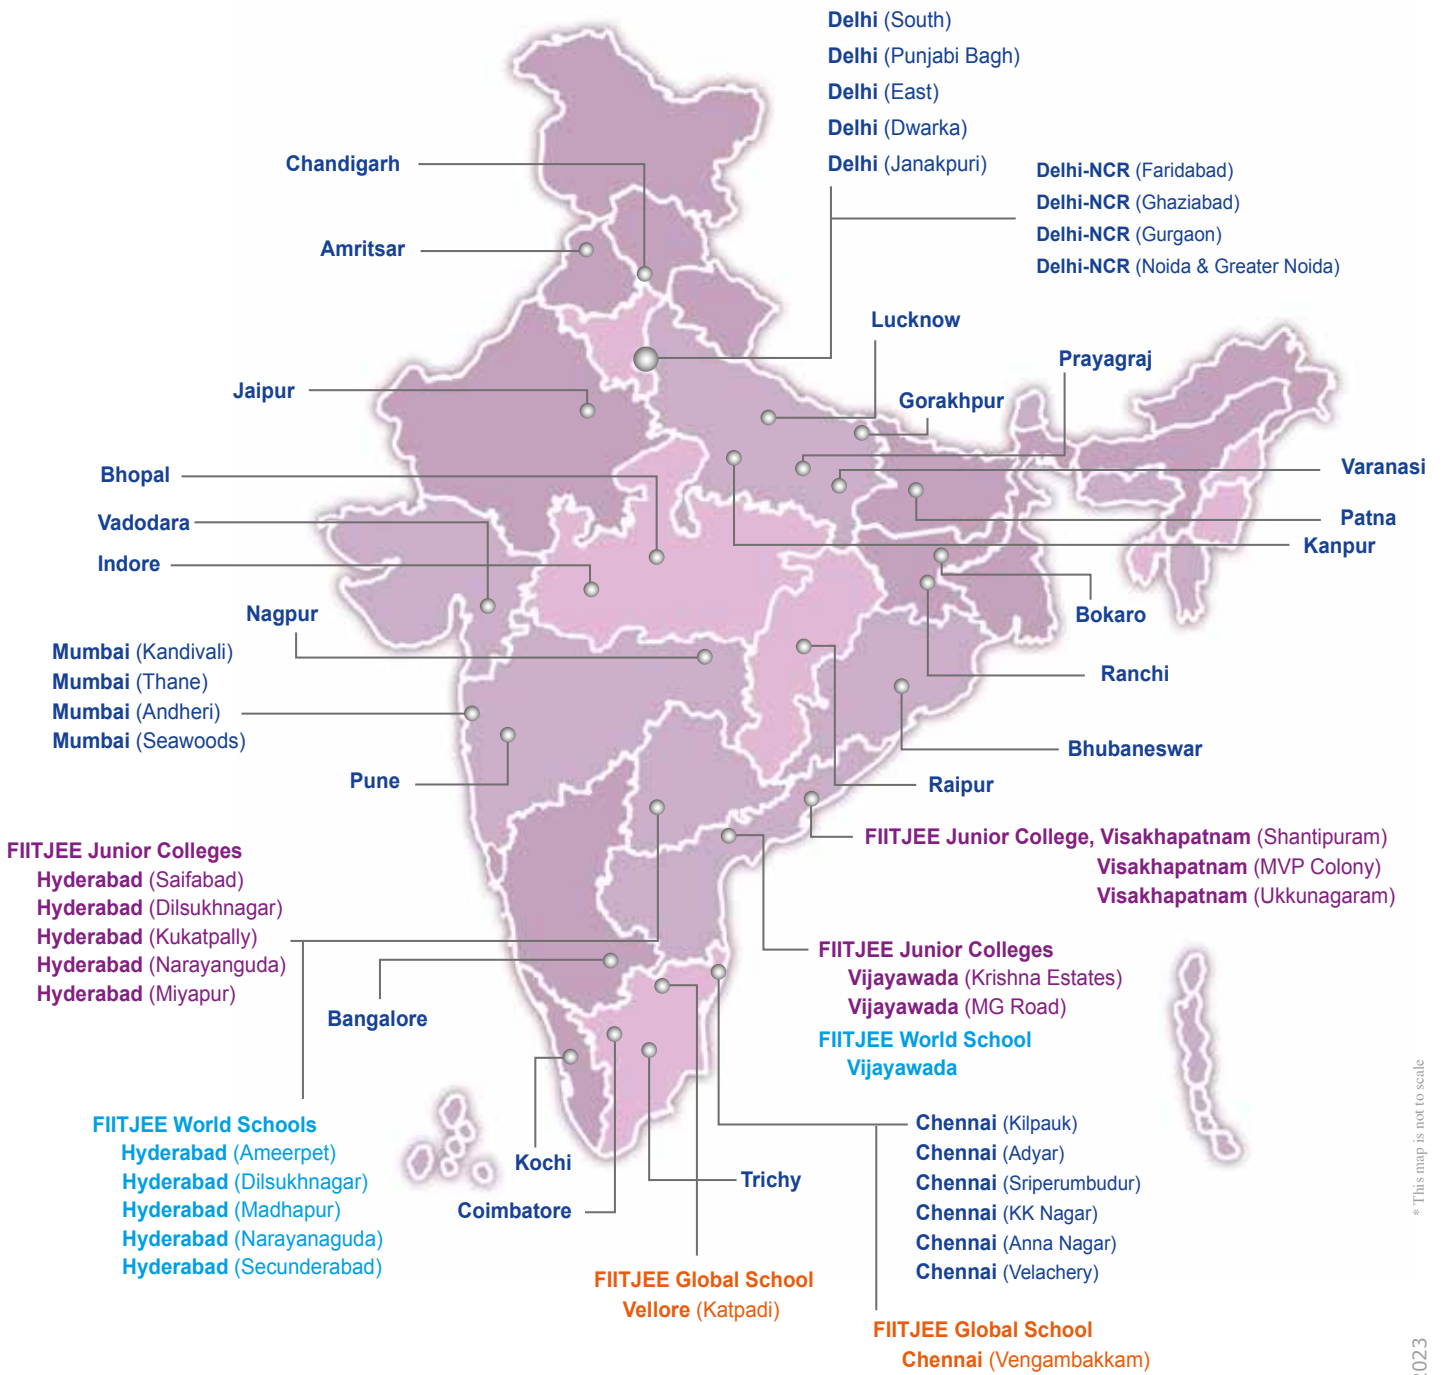 Delhi (South)
Delhi (Punjabi Bagh)
Delhi (East)
Delhi (Dwarka)
Delhi (Janakpuri)
Delhi-NCR (Faridabad)
Delhi-NCR (Ghaziabad)
Delhi-NCR (Gurgaon)
Delhi-NCR (Noida & Greater Noida)
Chandigarh
Amritsar
Lucknow
Prayagraj
Jaipur
Gorakhpur
Bhopal
Varanasi
Vadodara
Patna
Indore
Kanpur
Nagpur
Bokaro
Mumbai (Kandivali)
Mumbai (Thane)
Mumbai (Andheri)
Mumbai (Seawoods)
Ranchi
Bhubaneswar
Pune
Raipur
FIITJEE Junior Colleges
Hyderabad (Saifabad)
Hyderabad (Dilsukhnagar)
Hyderabad (Kukatpally)
Hyderabad (Narayanguda)
Hyderabad (Miyapur)
FIITJEE Junior College, Visakhapatnam (Shantipuram)
Visakhapatnam (MVP Colony)
Visakhapatnam (Ukkunagaram)
FIITJEE Junior Colleges
Vijayawada (Krishna Estates)
Vijayawada (MG Road)
FIITJEE World School
Vijayawada
Bangalore
FIITJEE World Schools
Hyderabad (Ameerpet)
Hyderabad (Dilsukhnagar)
Hyderabad (Madhapur)
Hyderabad (Narayanaguda)
Hyderabad (Secunderabad)
Kochi
Coimbatore
Trichy
Chennai (Kilpauk)
Chennai (Adyar)
Chennai (Sriperumbudur)
Chennai (KK Nagar)
Chennai (Anna Nagar)
Chennai (Velachery)
FIITJEE Global School
Vellore (Katpadi)
FIITJEE Global School
Chennai (Vengambakkam)
* This map is not to scale
2023